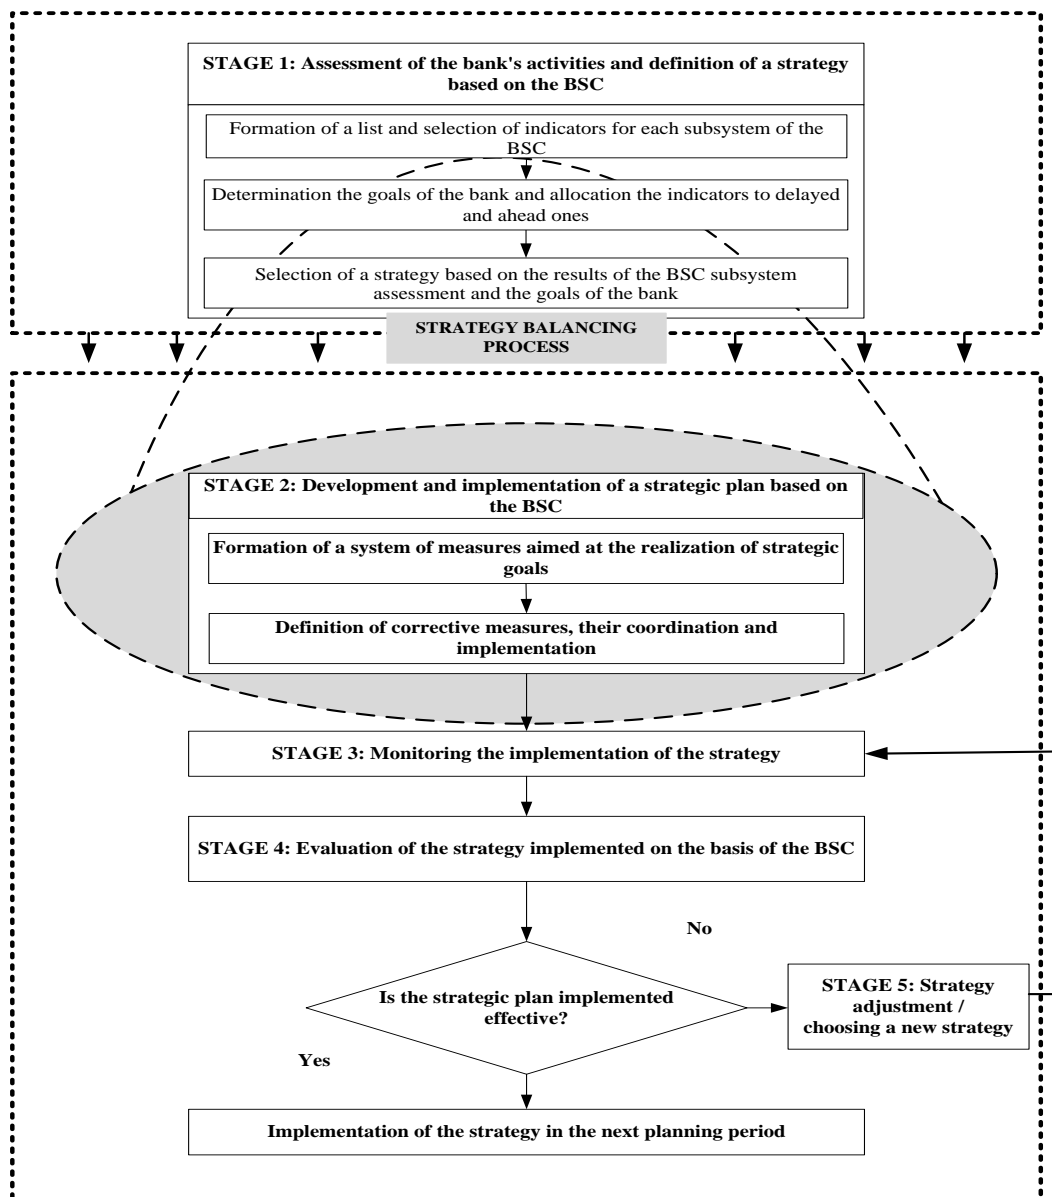 STAGE 1: Assessment of the bank's activities and definition of a strategy
based on the BSC
Formation of a list and selection of indicators for each subsystem of the
BSC
Determination the goals of the bank and allocation the indicators to delayed
and ahead ones
Selection of a strategy based on the results of the BSC subsystem
assessment and the goals of the bank
STRATEGY BALANCING
PROCESS
STAGE 2: Development and implementation of a strategic plan based on
the BSC
Formation of a system of measures aimed at the realization of strategic
goals
Definition of corrective measures, their coordination and
implementation
STAGE 3: Monitoring the implementation of the strategy
STAGE 4: Evaluation of the strategy implemented on the basis of the BSC
No
Is the strategic plan implemented
effective?
STAGE 5: Strategy
adjustment /
choosing a new strategy
Yes
Implementation of the strategy in the next planning period